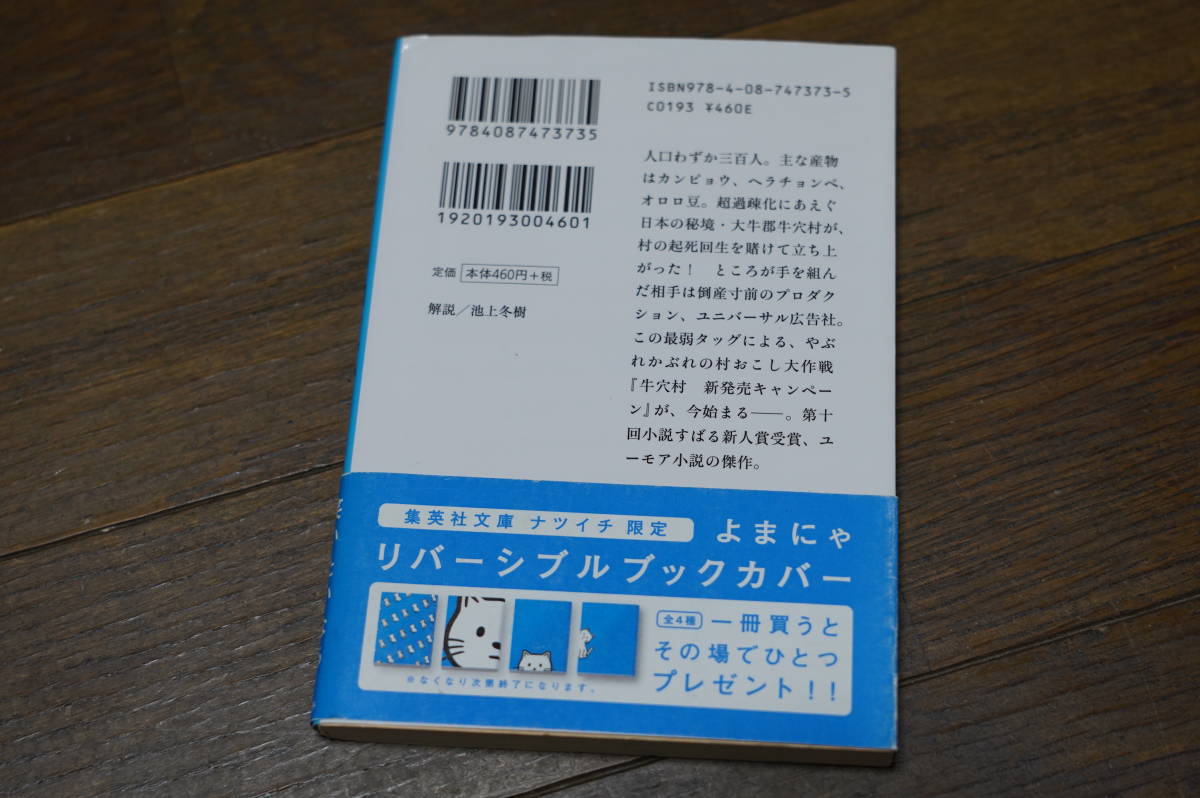 9784087473735
1920193004601
定価 本体460円+税
解説／池上冬樹
ISBN978-4-08-747373-5
C0193 ¥460E
人口わずか三百人。主な産物
はカンピョウ、ヘラチョンペ、
オロロ豆。超過疎化にあえぐ
日本の秘境・大牛郡牛穴村が、
村の起死回生を賭けて立ち上
がった！　ところが手を組ん
だ相手は倒産寸前のプロダク
ション、ユニバーサル広告社。
この最弱タッグによる、やぶ
れかぶれの村おこし大作戦
『牛穴村　新発売キャンペー
ン』が、今始まる――。第十
回小説すばる新人賞受賞、ユ
ーモア小説の傑作。
集英社文庫 ナツイチ 限定 よまにゃ
リバーシブルブックカバー
全4種 一冊買うと
その場でひとつ
プレゼント!!
※なくなり次第終了になります。